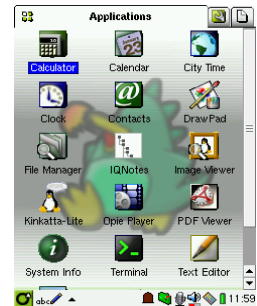 Applications
Calculator Calendar City Time
23
Clock Contacts DrawPad
@
File Manager IQNotes Image Viewer
Kinkatta-Lite Opie Player PDF Viewer
System Info Terminal Text Editor
i >_
abc 11:59